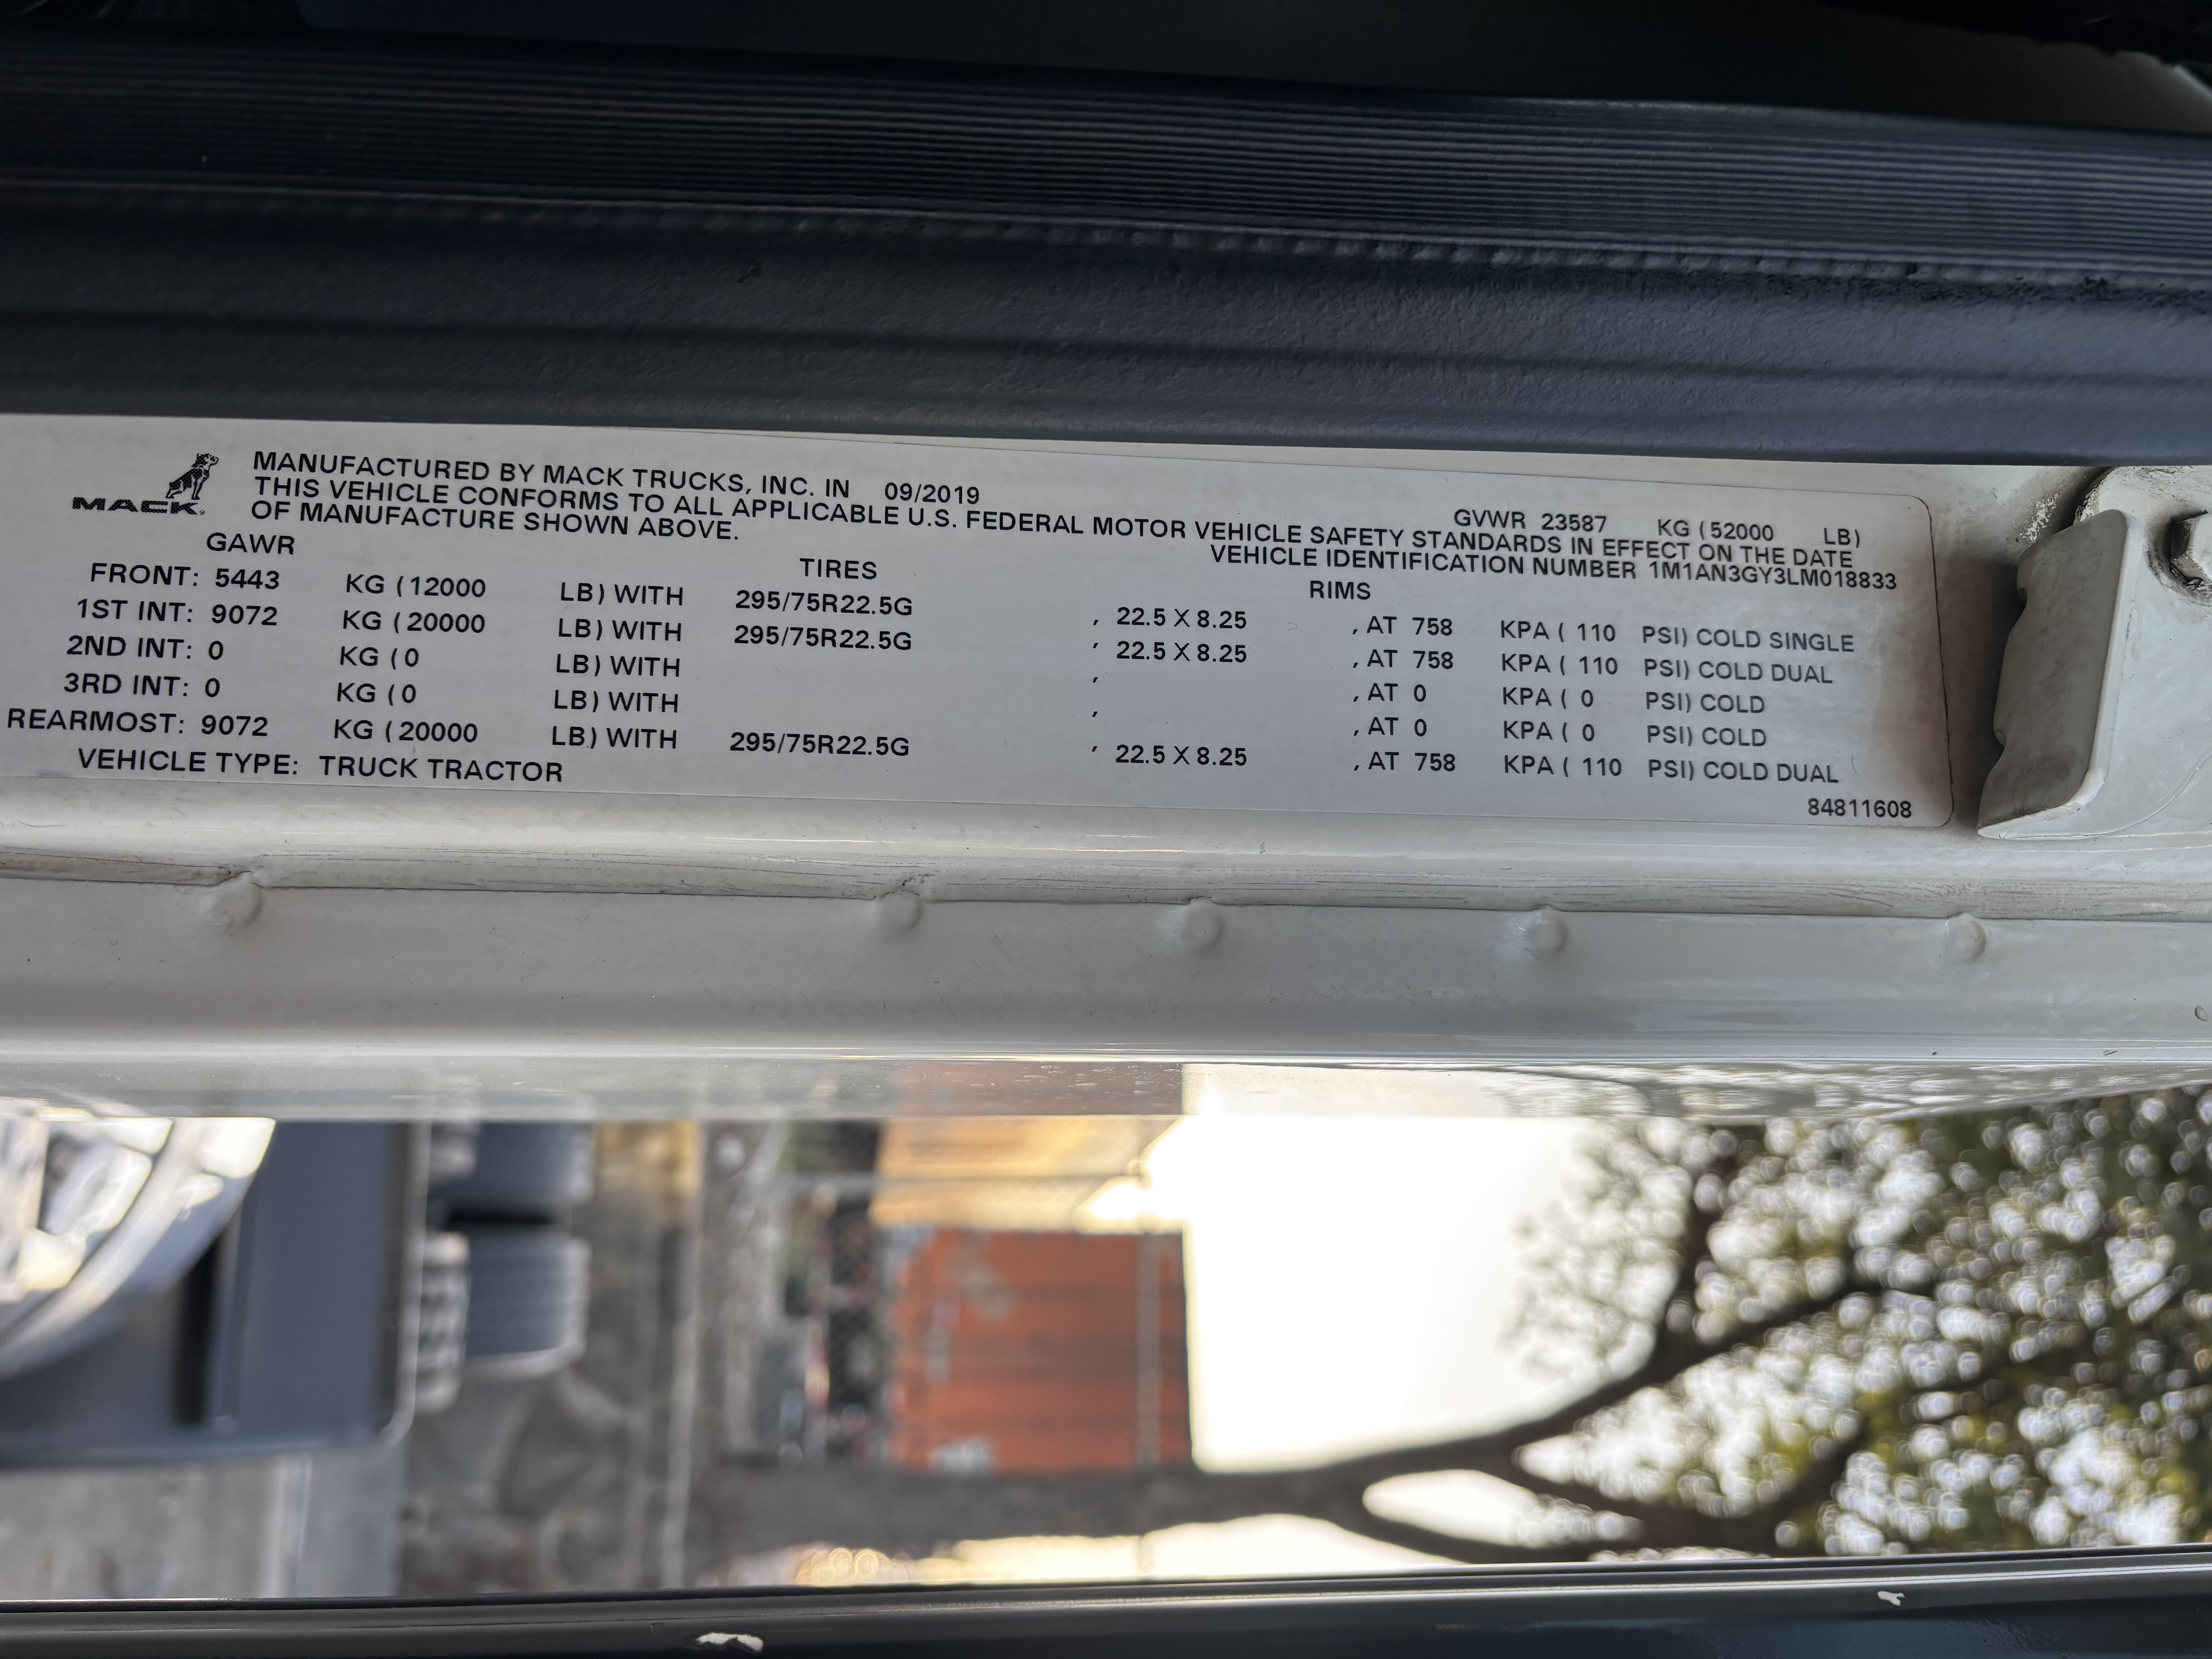 MACK.
MANUFACTURED BY MACK TRUCKS, INC. IN 09/2019 GVWR 23587 KG (52000 LB)
THIS VEHICLE CONFORMS TO ALL APPLICABLE U.S. FEDERAL MOTOR VEHICLE SAFETY STANDARDS IN EFFECT ON THE DATE
OF MANUFACTURE SHOWN ABOVE. VEHICLE IDENTIFICATION NUMBER 1M1AN3GY3LM018833
GAWR TIRES RIMS
FRONT: 5443 KG (12000 LB) WITH 295/75R22.5G , 22.5 X 8.25 , AT 758 KPA ( 110 PSI) COLD SINGLE
1ST INT: 9072 KG (20000 LB) WITH 295/75R22.5G , 22.5 X 8.25 , AT 758 KPA ( 110 PSI) COLD DUAL
2ND INT: 0 KG (0 LB) WITH , , AT 0 KPA ( 0 PSI) COLD
3RD INT: 0 KG (0 LB) WITH , , AT 0 KPA ( 0 PSI) COLD
REARMOST: 9072 KG (20000 LB) WITH 295/75R22.5G , 22.5 X 8.25 , AT 758 KPA ( 110 PSI) COLD DUAL
VEHICLE TYPE: TRUCK TRACTOR
84811608